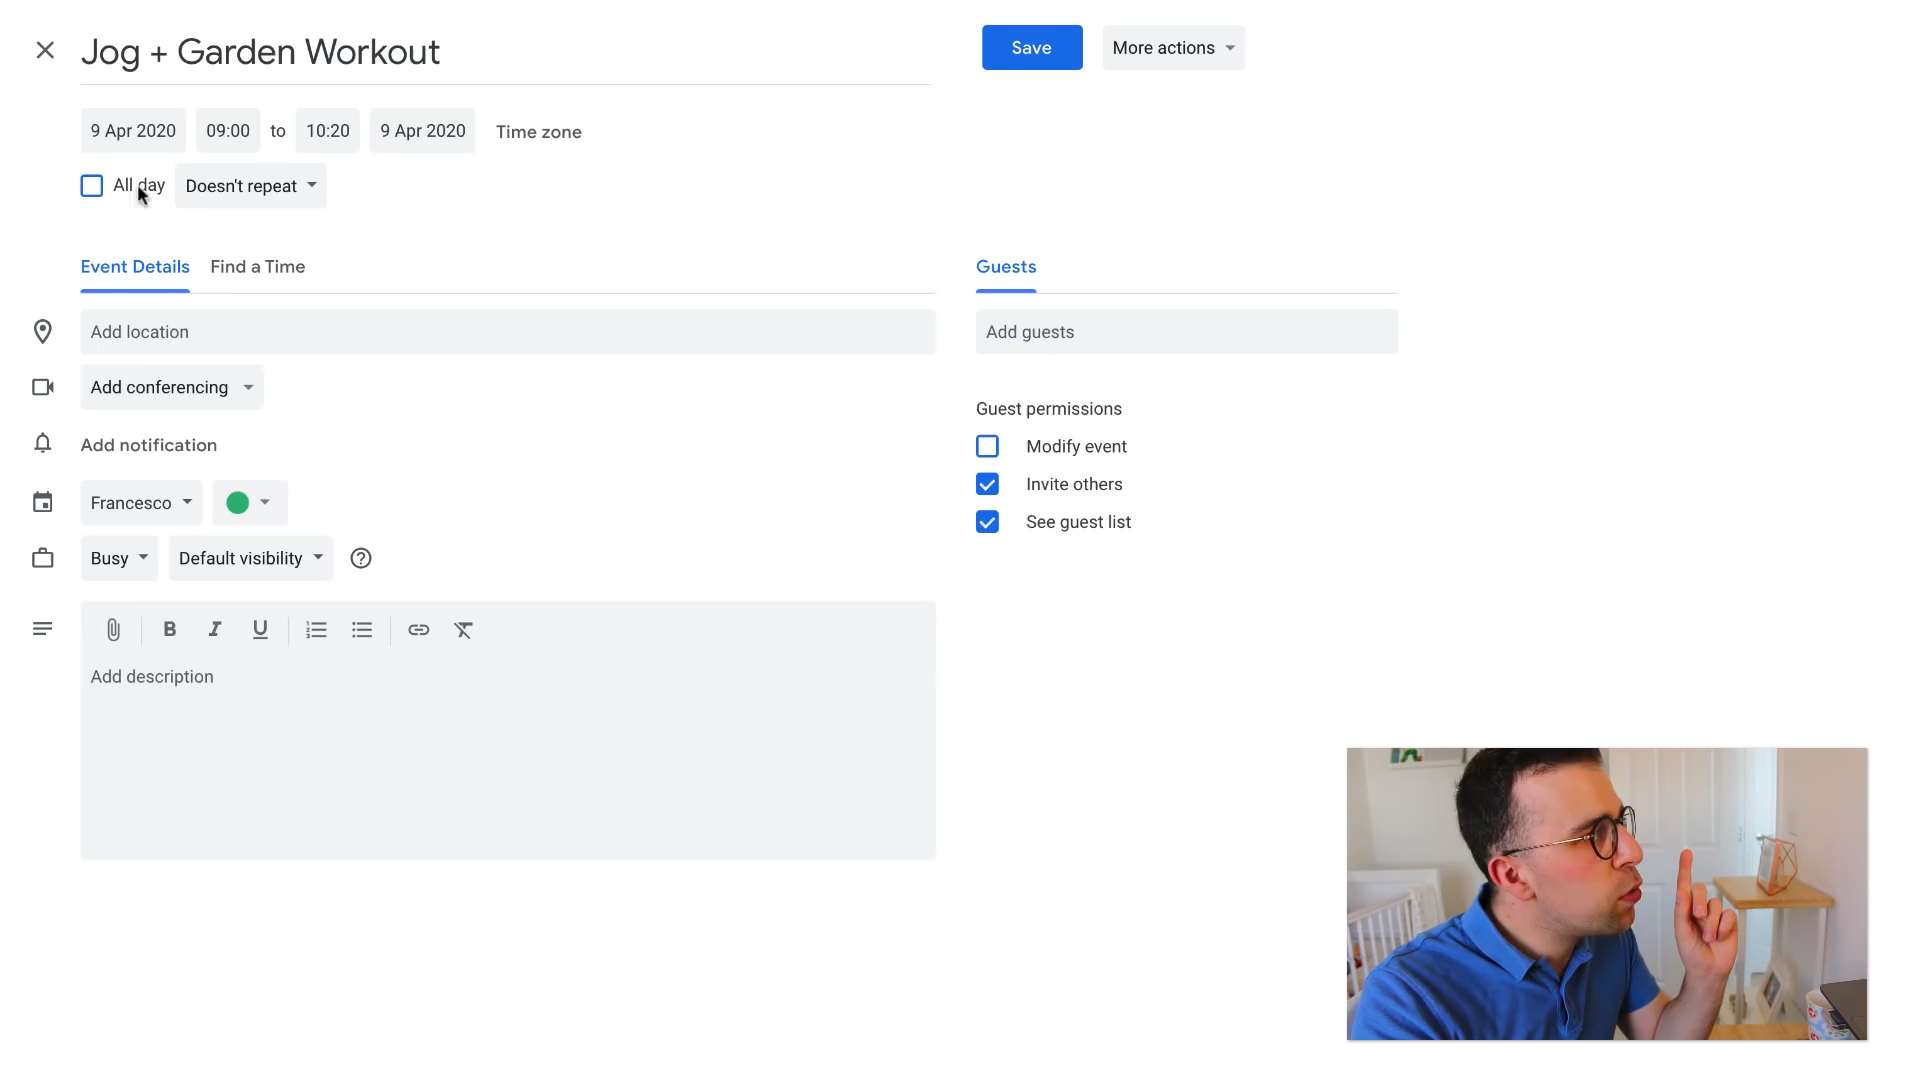 Jog + Garden Workout
Save
More actions
9 Apr 2020 09:00 to 10:20 9 Apr 2020 Time zone
All day Doesn't repeat
Event Details Find a Time
Guests
Add location
Add guests
Add conferencing
Guest permissions
Add notification
Modify event
Invite others
Francesco
See guest list
Busy Default visibility
B I U
Add description